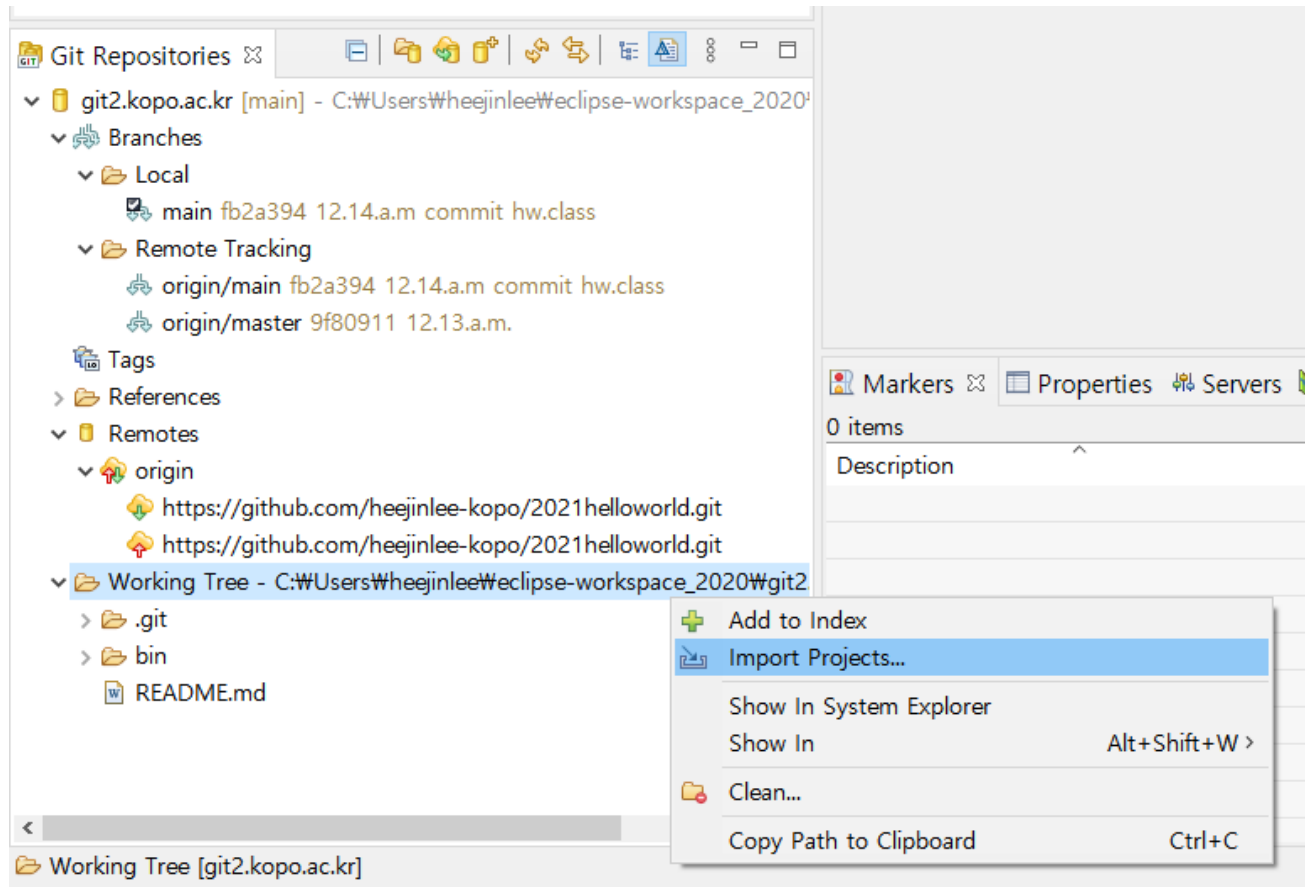 Git Repositories
git2.kopo.ac.kr [main] - C:₩Users₩heejinlee₩eclipse-workspace_2020
Branches
Local
main fb2a394 12.14.a.m commit hw.class
Remote Tracking
origin/main fb2a394 12.14.a.m commit hw.class
origin/master 9f80911 12.13.a.m.
Tags
References
Remotes
origin
https://github.com/heejinlee-kopo/2021helloworld.git
https://github.com/heejinlee-kopo/2021helloworld.git
Working Tree - C:₩Users₩heejinlee₩eclipse-workspace_2020₩git2
.git
bin
README.md
Working Tree [git2.kopo.ac.kr]
Add to Index
Import Projects...
Show In System Explorer
Show In Alt+Shift+W >
Clean...
Copy Path to Clipboard Ctrl+C
Markers Properties Servers
0 items
Description